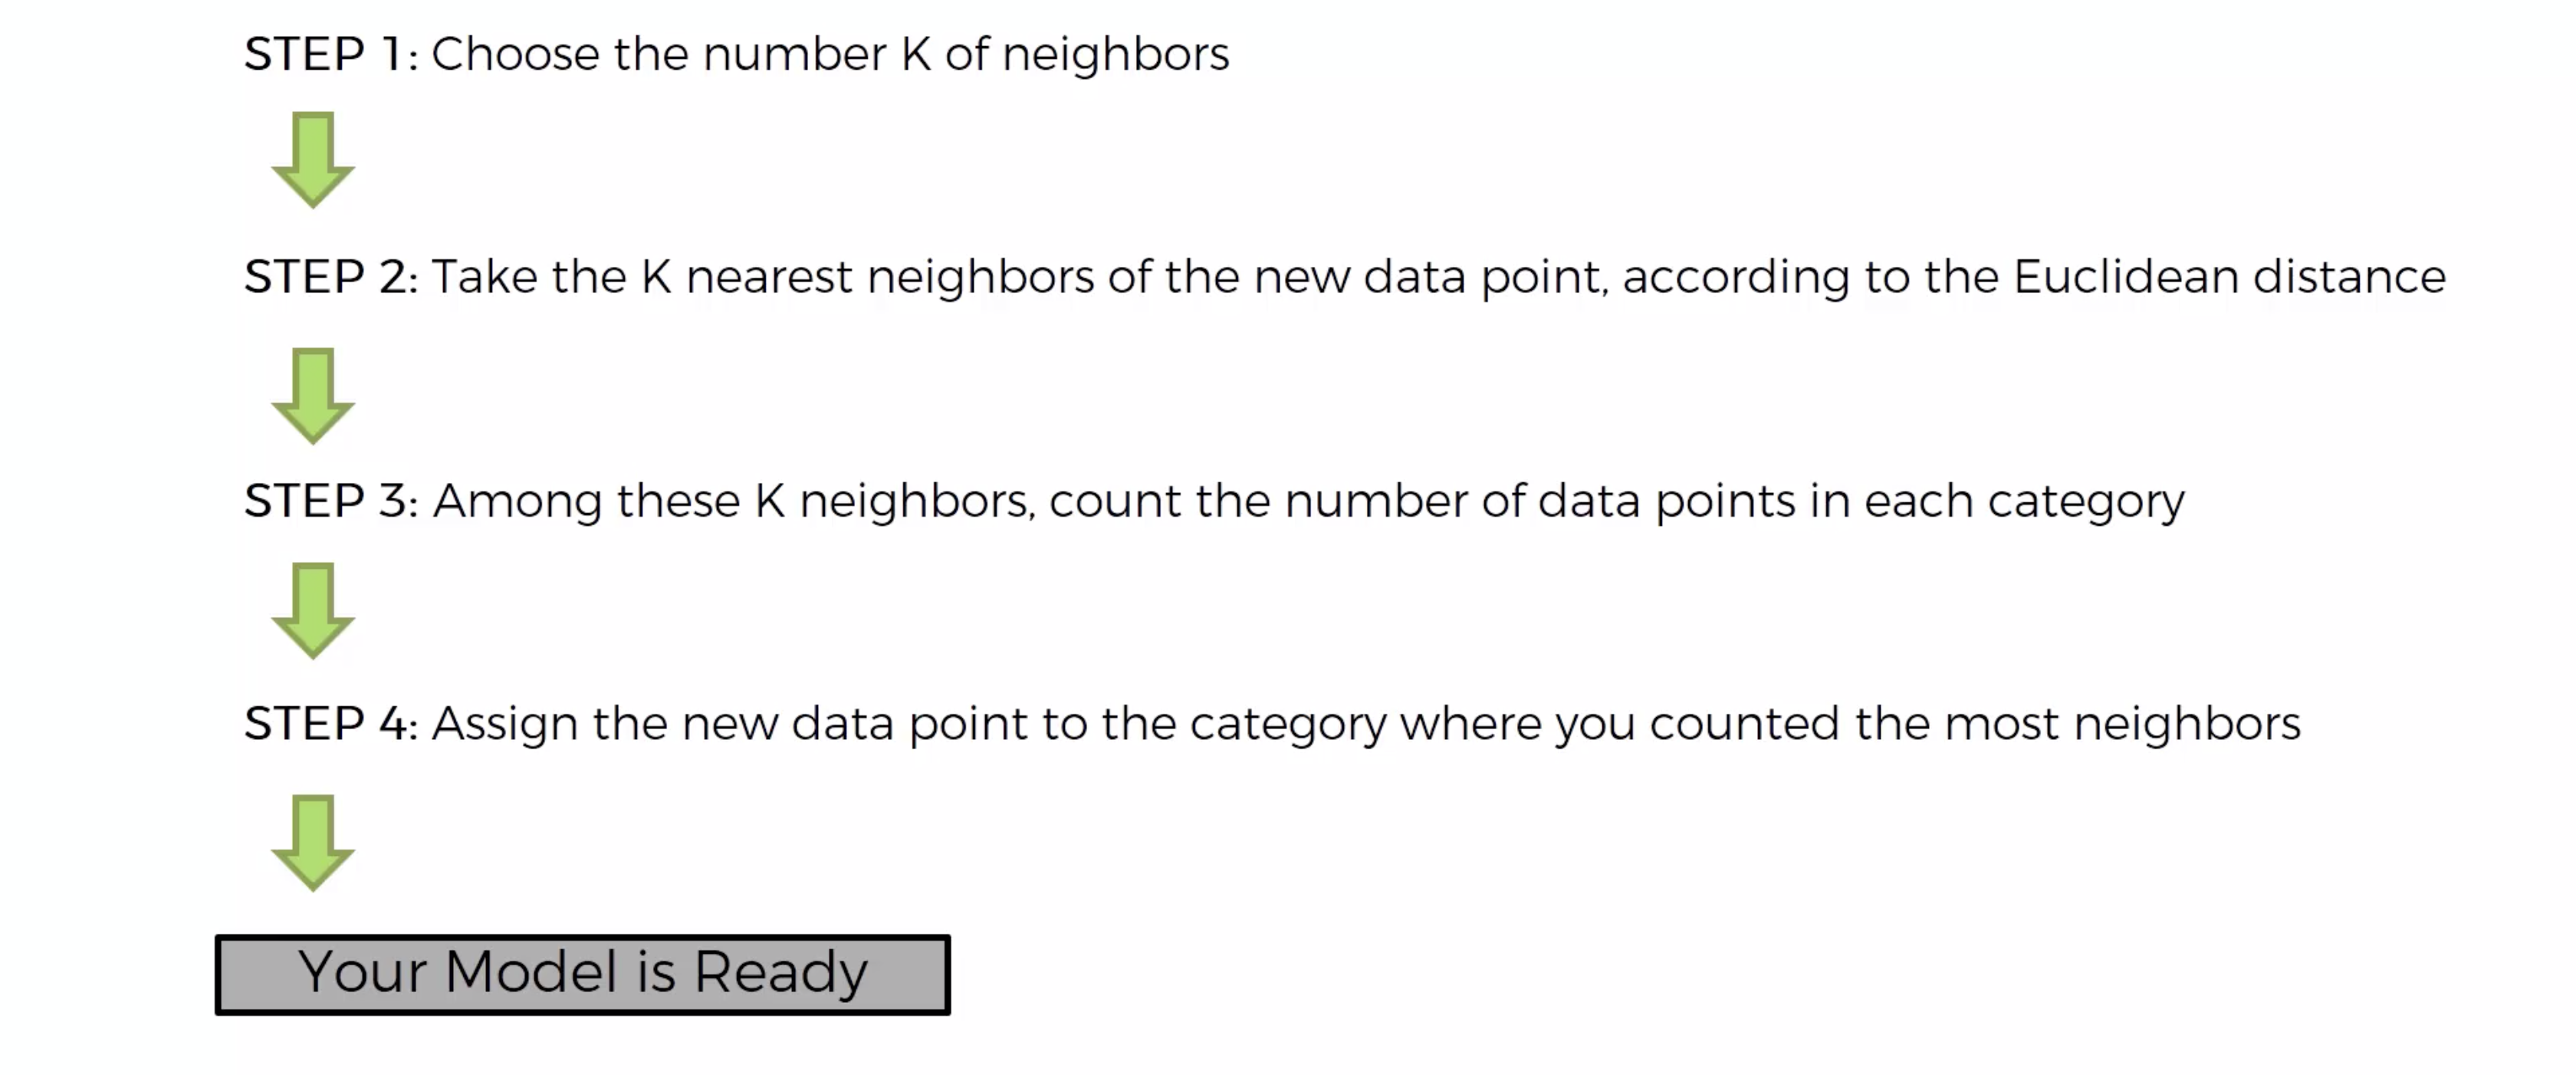 STEP 1: Choose the number K of neighbors
STEP 2: Take the K nearest neighbors of the new data point, according to the Euclidean distance
STEP 3: Among these K neighbors, count the number of data points in each category
STEP 4: Assign the new data point to the category where you counted the most neighbors
Your Model is Ready